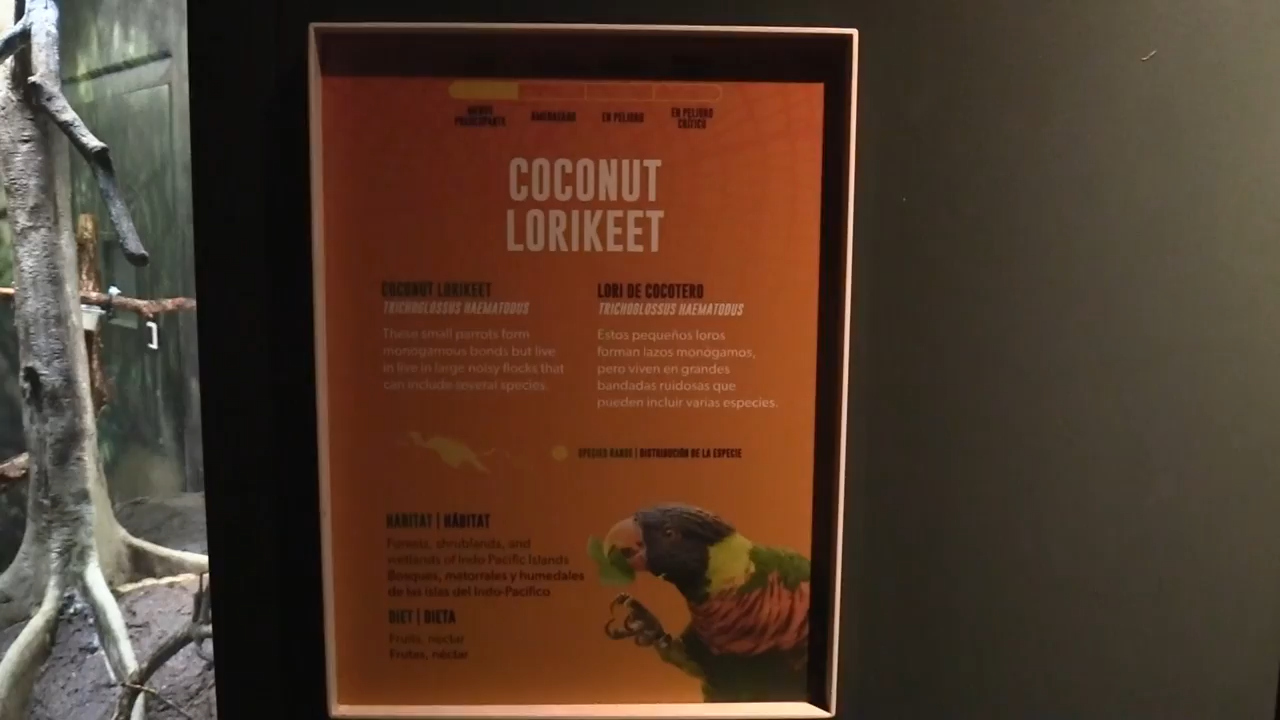 MENOS
PREOCUPANTE
AMENAZADO
EN PELIGRO
EN PELIGRO
CRÍTICO
COCONUT
LORIKEET
COCONUT LORIKEET
TRICHOGLOSSUS HAEMATODUS
These small parrots form
monogamous bonds but live
in live in large noisy flocks that
can include several species.
LORI DE COCOTERO
TRICHOGLOSSUS HAEMATODUS
Estos pequeños loros
forman lazos monógamos,
pero viven en grandes
bandadas ruidosas que
pueden incluir varias especies.
SPECIES RANGE | DISTRIBUCIÓN DE LA ESPECIE
HABITAT | HÁBITAT
Forests, shrublands, and
wetlands of Indo Pacific Islands
Bosques, matorrales y humedales
de las islas del Indo-Pacífico
DIET | DIETA
Fruits, nectar
Frutas, néctar